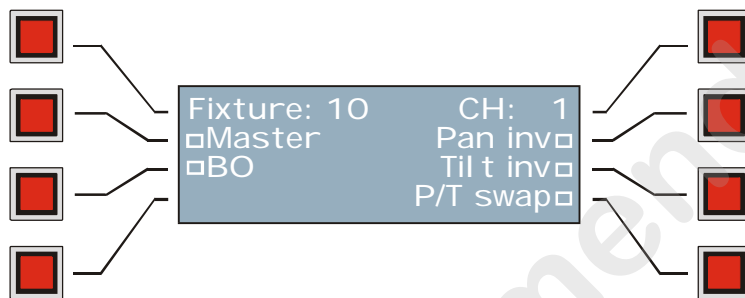 Fixture: 10 CH: 1
□Master Pan inv□
□BO Tilt inv□
P/T swap□